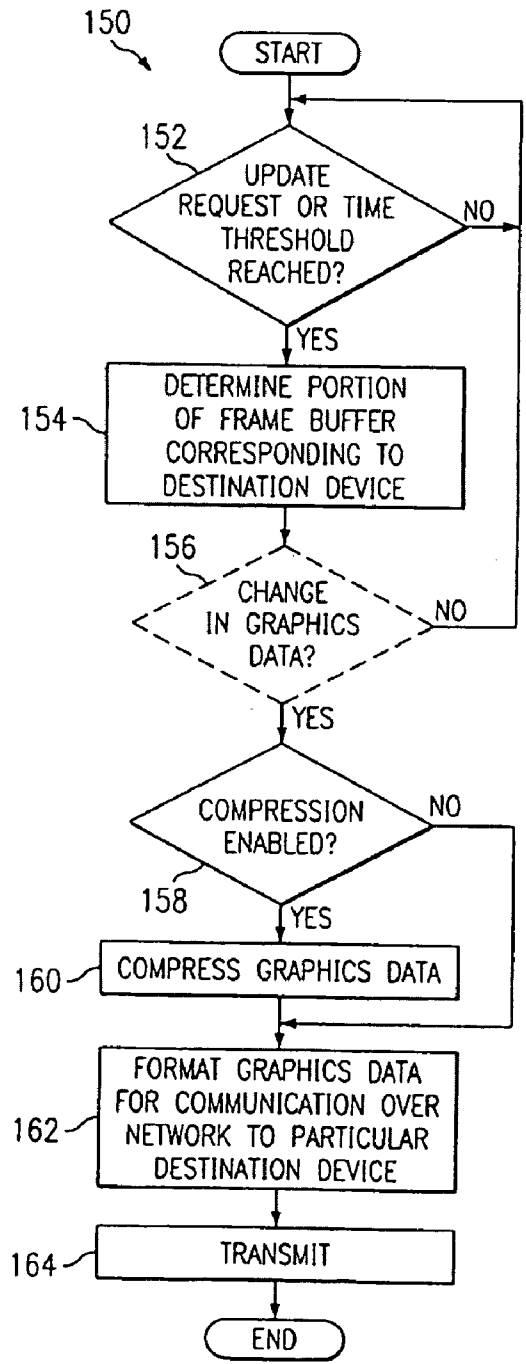 150
START
152
UPDATE
REQUEST OR TIME
THRESHOLD
REACHED?
NO
YES
154
DETERMINE PORTION
OF FRAME BUFFER
CORRESPONDING TO
DESTINATION DEVICE
156
CHANGE
IN GRAPHICS
DATA?
NO
YES
COMPRESSION
ENABLED?
NO
158
YES
160
COMPRESS GRAPHICS DATA
162
FORMAT GRAPHICS DATA
FOR COMMUNICATION OVER
NETWORK TO PARTICULAR
DESTINATION DEVICE
164
TRANSMIT
END